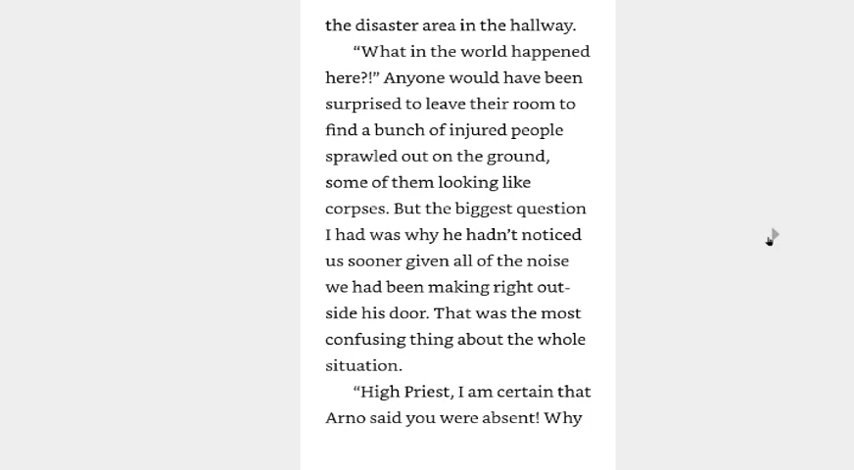 the disaster area in the hallway.
“What in the world happened
here?!” Anyone would have been
surprised to leave their room to
find a bunch of injured people
sprawled out on the ground,
some of them looking like
corpses. But the biggest question
I had was why he hadn’t noticed
us sooner given all of the noise
we had been making right out-
side his door. That was the most
confusing thing about the whole
situation.
“High Priest, I am certain that
Arno said you were absent! Why